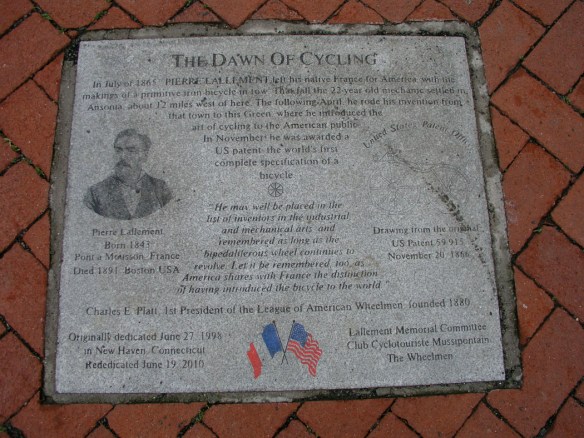 THE DAWN OF CYCLING
In July of 1865 PIERRE LALLEMENT left his native France for America with the
makings of a primitive iron bicycle in tow. That fall the 22-year old mechanic settled in
Ansonia, about 12 miles west of here. The following April, he rode his invention from
that town to this Green, where he introduced the
art of cycling to the American public.
In November he was awarded a
US patent, the world's first
complete specification of a
bicycle
United States Patent
Pierre Lallement
Born 1843
Pont a Mousson, France
Died 1891, Boston USA
"He may well be placed in the
list of inventors in the industrial
and mechanical arts, and
remembered as long as the
bipedaliferous wheel continues to
revolve. Let it be remembered, too, as
America shares with France the distinction
of having introduced the bicycle to the world."
Drawing from the original
US Patent 59,915
November 20, 1866
Charles E. Pratt, 1st President of the League of American Wheelmen, founded 1880
Originally dedicated June 27, 1998
in New Haven, Connecticut
Rededicated June 19, 2010
Lallement Memorial Committee
Club Cyclotouriste Mussipontain
The Wheelmen